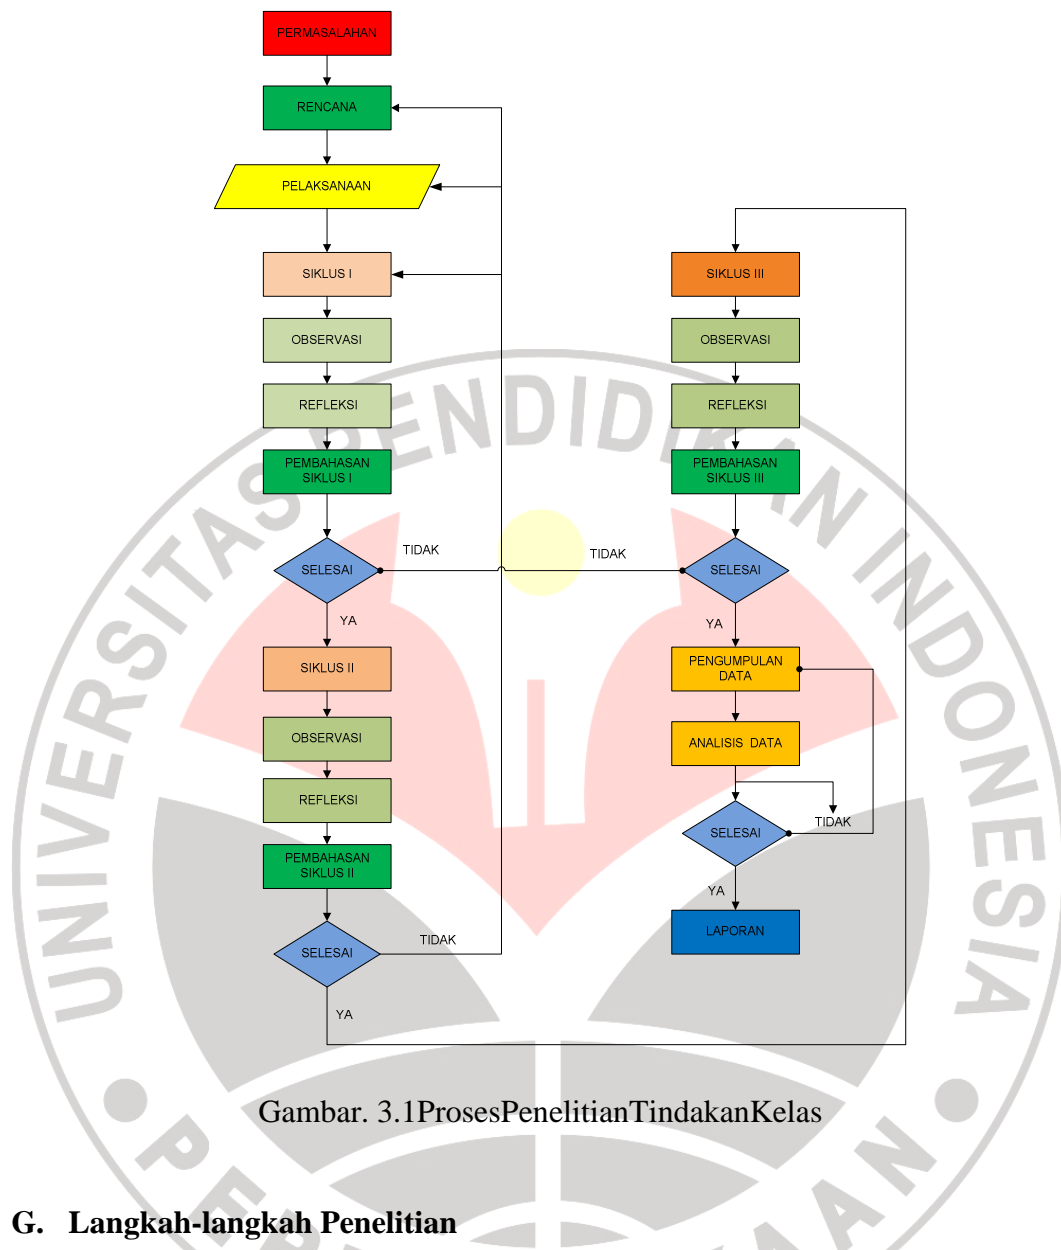 PERMASALAHAN
RENCANA
PELAKSANAAN
SIKLUS I
OBSERVASI
REFLEKSI
PEMBAHASAN
SIKLUS I
SELESAI
TIDAK
YA
SIKLUS II
OBSERVASI
REFLEKSI
PEMBAHASAN
SIKLUS II
SELESAI
TIDAK
YA
SIKLUS III
OBSERVASI
REFLEKSI
PEMBAHASAN
SIKLUS III
TIDAK
SELESAI
YA
PENGUMPULAN
DATA
ANALISIS DATA
SELESAI
TIDAK
YA
LAPORAN
UNIVERSITAS PENDIDIKAN INDONESIA
Gambar. 3.1ProsesPenelitianTindakanKelas
G. Langkah-langkah Penelitian